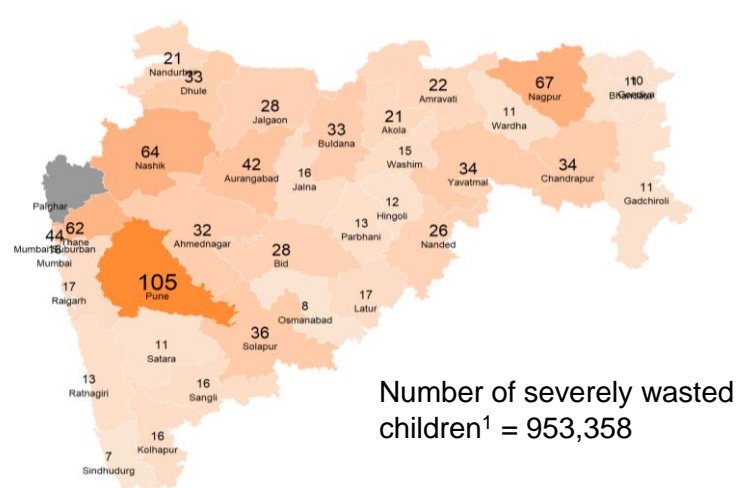 21
Nandurbar
33
Dhule
28
Jalgaon
33
Buldana
21
Akola
22
Amravati
67
Nagpur
11
Wardha
11
Bhandara
10
Gondiya
64
Nashik
42
Aurangabad
16
Jalna
15
Washim
34
Yavatmal
34
Chandrapur
11
Gadchiroli
Palghar
62
Thane
44
Mumbai Suburban
Mumbai
32
Ahmednagar
12
Hingoli
13
Parbhani
26
Nanded
28
Bid
17
Raigarh
105
Pune
8
Osmanabad
17
Latur
36
Solapur
11
Satara
13
Ratnagiri
16
Sangli
16
Kolhapur
7
Sindhudurg
Number of severely wasted
children¹ = 953,358